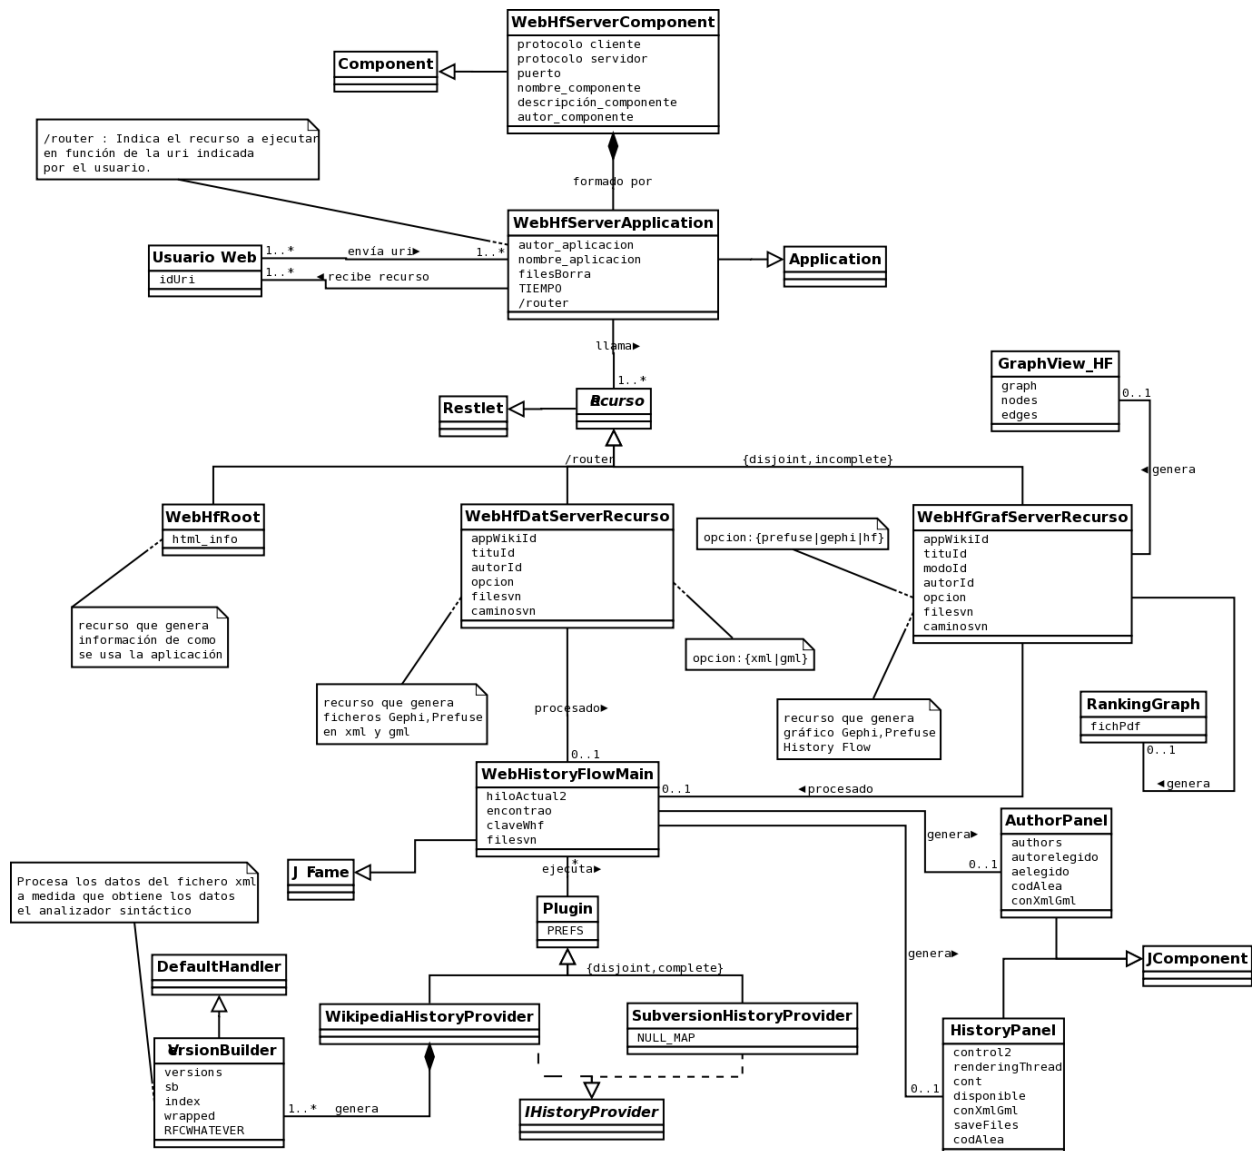 WebHfServerComponent
protocolo cliente
protocolo servidor
puerto
nombre_componente
descripción_componente
autor_componente
Component
/router : Indica el recurso a ejecutar
en función de la uri indicada
por el usuario.
formado por
WebHfServerApplication
autor_aplicacion
nombre_aplicacion
filesBorra
TIEMPO
/router
Usuario Web
idUri
1..*
envía uri►
1..*
1..*
◄recibe recurso
Application
llama►
1..*
Recurso
Restlet
GraphView_HF
graph
nodes
edges
0..1
◄genera
/router
{disjoint,incomplete}
WebHfRoot
html_info
recurso que genera
información de como
se usa la aplicación
WebHfDatServerRecurso
appWikiId
tituId
autorId
opcion
filesvn
caminosvn
opcion:{prefuse|gephi|hf}
WebHfGrafServerRecurso
appWikiId
tituId
modoId
autorId
opcion
filesvn
caminosvn
opcion:{xml|gml}
recurso que genera
ficheros Gephi,Prefuse
en xml y gml
recurso que genera
gráfico Gephi,Prefuse
History Flow
procesado►
0..1
RankingGraph
fichPdf
0..1
◄genera
WebHistoryFlowMain
hiloActual2
encontrao
claveWhf
filesvn
0..1
◄procesado
genera►
0..1
AuthorPanel
authors
autorelegido
aelegido
codAlea
conXmlGml
J Fame
*
ejecuta►
Procesa los datos del fichero xml
a medida que obtiene los datos
el analizador sintáctico
Plugin
PREFS
{disjoint,complete}
genera►
JComponent
DefaultHandler
WikipediaHistoryProvider
SubversionHistoryProvider
NULL_MAP
HistoryPanel
control2
renderingThread
cont
disponible
conXmlGml
saveFiles
codAlea
0..1
VersionBuilder
versions
sb
index
wrapped
RFCWHATEVER
1..*
genera
IHistoryProvider